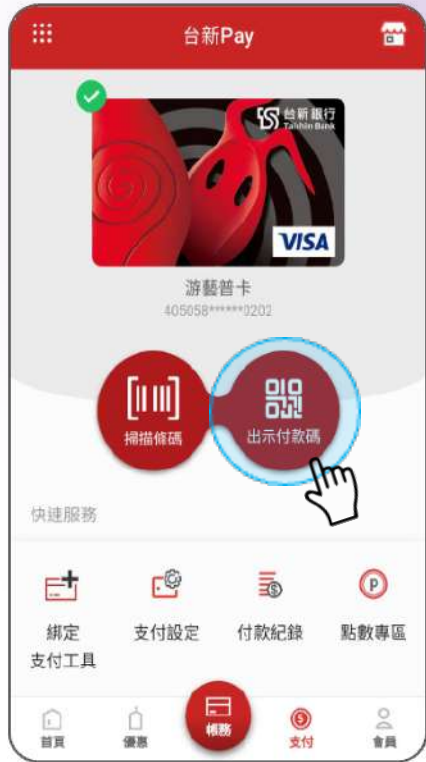 台新Pay
台新銀行
Taishin Bank
VISA
游藝普卡
405058******0202
掃描條碼
出示付款碼
快速服務
綁定
支付工具
支付設定
付款紀錄
點數專區
首頁
優惠
帳務
支付
會員